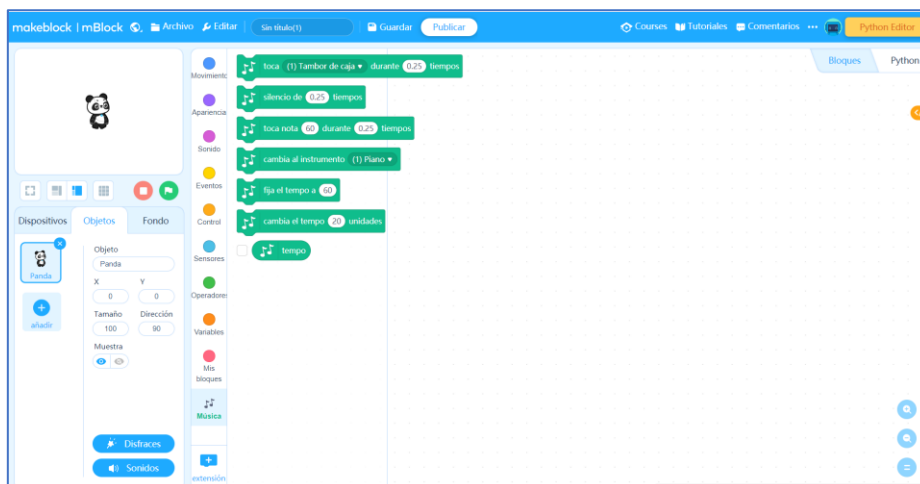 makeblock | mBlock Archivo Editar Sin título(1) Guardar Publicar Courses Tutoriales Comentarios ... Python Editor
Bloques Python
Movimiento
Apariencia
Sonido
Eventos
Control
Sensores
Operadores
Variables
Mis
bloques
Música
extensión
toca (1) Tambor de caja durante 0.25 tiempos
silencio de 0.25 tiempos
toca nota 60 durante 0.25 tiempos
cambia al instrumento (1) Piano
fija el tempo a 60
cambia el tempo 20 unidades
tempo
Dispositivos Objetos Fondo
Panda
añadir
Objeto
Panda
X Y
0 0
Tamaño Dirección
100 90
Muestra
Disfraces
Sonidos